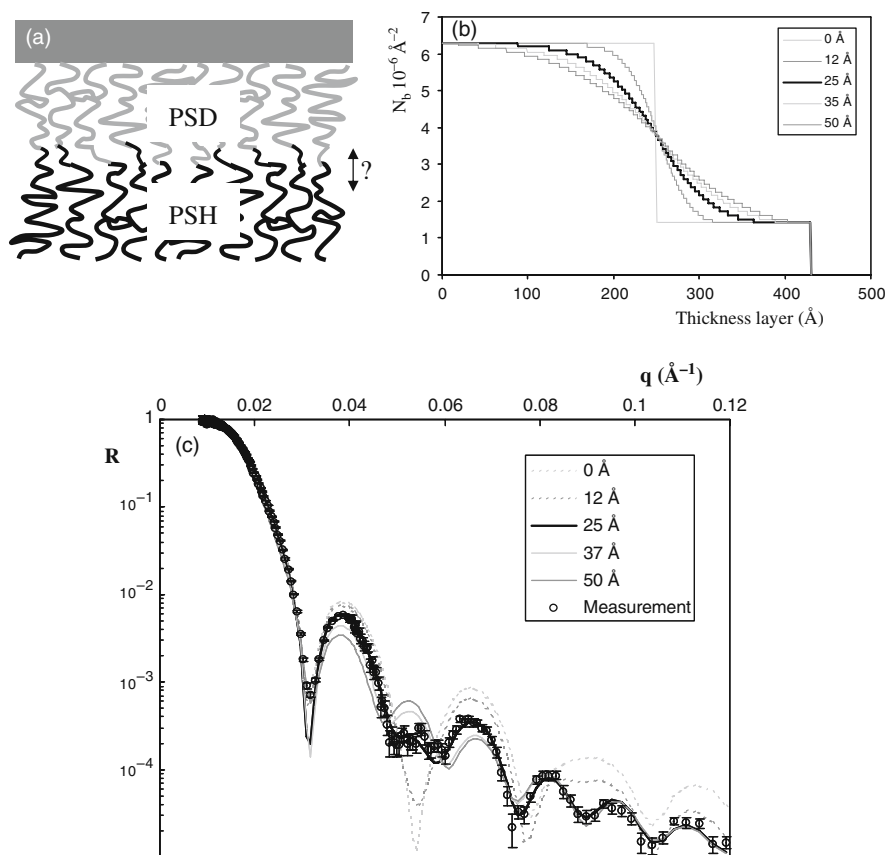 (a)
PSD
?
PSH
(b)
N_b 10⁻⁶ Å⁻²
7
6
5
4
3
2
1
0
0 Å
12 Å
25 Å
35 Å
50 Å
0 100 200 300 400 500
Thickness layer (Å)
q (Å⁻¹)
0 0.02 0.04 0.06 0.08 0.1 0.12
(c)
R
1
10⁻¹
10⁻²
10⁻³
10⁻⁴
0 Å
12 Å
25 Å
37 Å
50 Å
Measurement